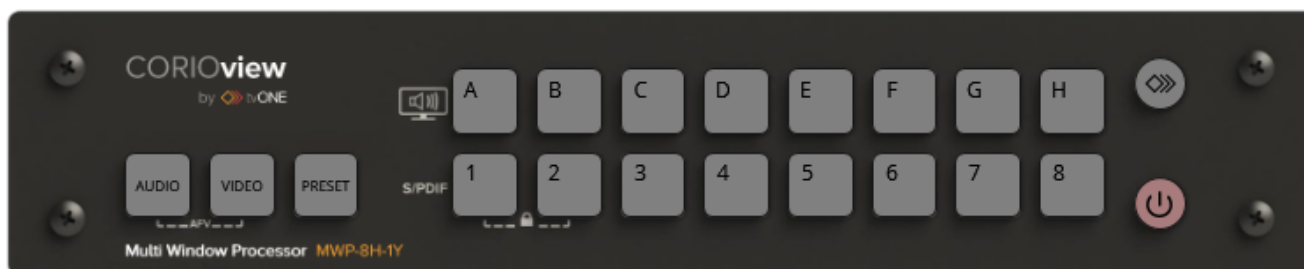 CORIOview
by tvONE
A B C D E F G H
AUDIO VIDEO PRESET
S/PDIF 1 2 3 4 5 6 7 8
AFV
Multi Window Processor MWP-8H-1Y